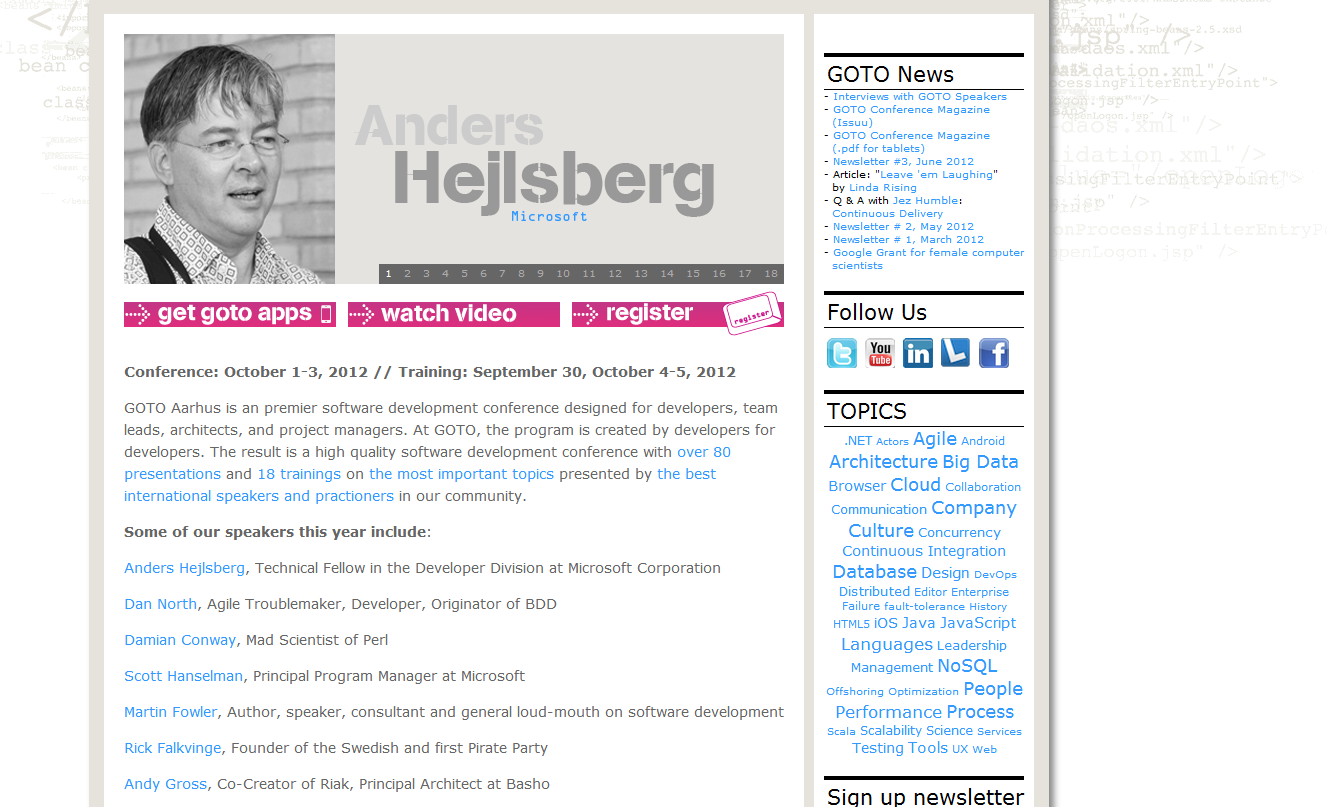 Anders
Hejlsberg
Microsoft
1 2 3 4 5 6 7 8 9 10 11 12 13 14 15 16 17 18
get goto apps
watch video
register
register
Conference: October 1-3, 2012 // Training: September 30, October 4-5, 2012
GOTO Aarhus is an premier software development conference designed for developers, team
leads, architects, and project managers. At GOTO, the program is created by developers for
developers. The result is a high quality software development conference with over 80
presentations and 18 trainings on the most important topics presented by the best
international speakers and practioners in our community.
Some of our speakers this year include:
Anders Hejlsberg, Technical Fellow in the Developer Division at Microsoft Corporation
Dan North, Agile Troublemaker, Developer, Originator of BDD
Damian Conway, Mad Scientist of Perl
Scott Hanselman, Principal Program Manager at Microsoft
Martin Fowler, Author, speaker, consultant and general loud-mouth on software development
Rick Falkvinge, Founder of the Swedish and first Pirate Party
Andy Gross, Co-Creator of Riak, Principal Architect at Basho
GOTO News
- Interviews with GOTO Speakers
- GOTO Conference Magazine
(Issuu)
- GOTO Conference Magazine
(.pdf for tablets)
- Newsletter #3, June 2012
- Article: "Leave 'em Laughing"
by Linda Rising
- Q & A with Jez Humble:
Continuous Delivery
- Newsletter # 2, May 2012
- Newsletter # 1, March 2012
- Google Grant for female computer
scientists
Follow Us
You
Tube
in
TOPICS
.NET Actors Agile Android
Architecture Big Data
Browser Cloud Collaboration
Communication Company
Culture Concurrency
Continuous Integration
Database Design DevOps
Distributed Editor Enterprise
Failure fault-tolerance History
HTML5 iOS Java JavaScript
Languages Leadership
Management NoSQL
Offshoring Optimization People
Performance Process
Scala Scalability Science Services
Testing Tools UX Web
Sign up newsletter